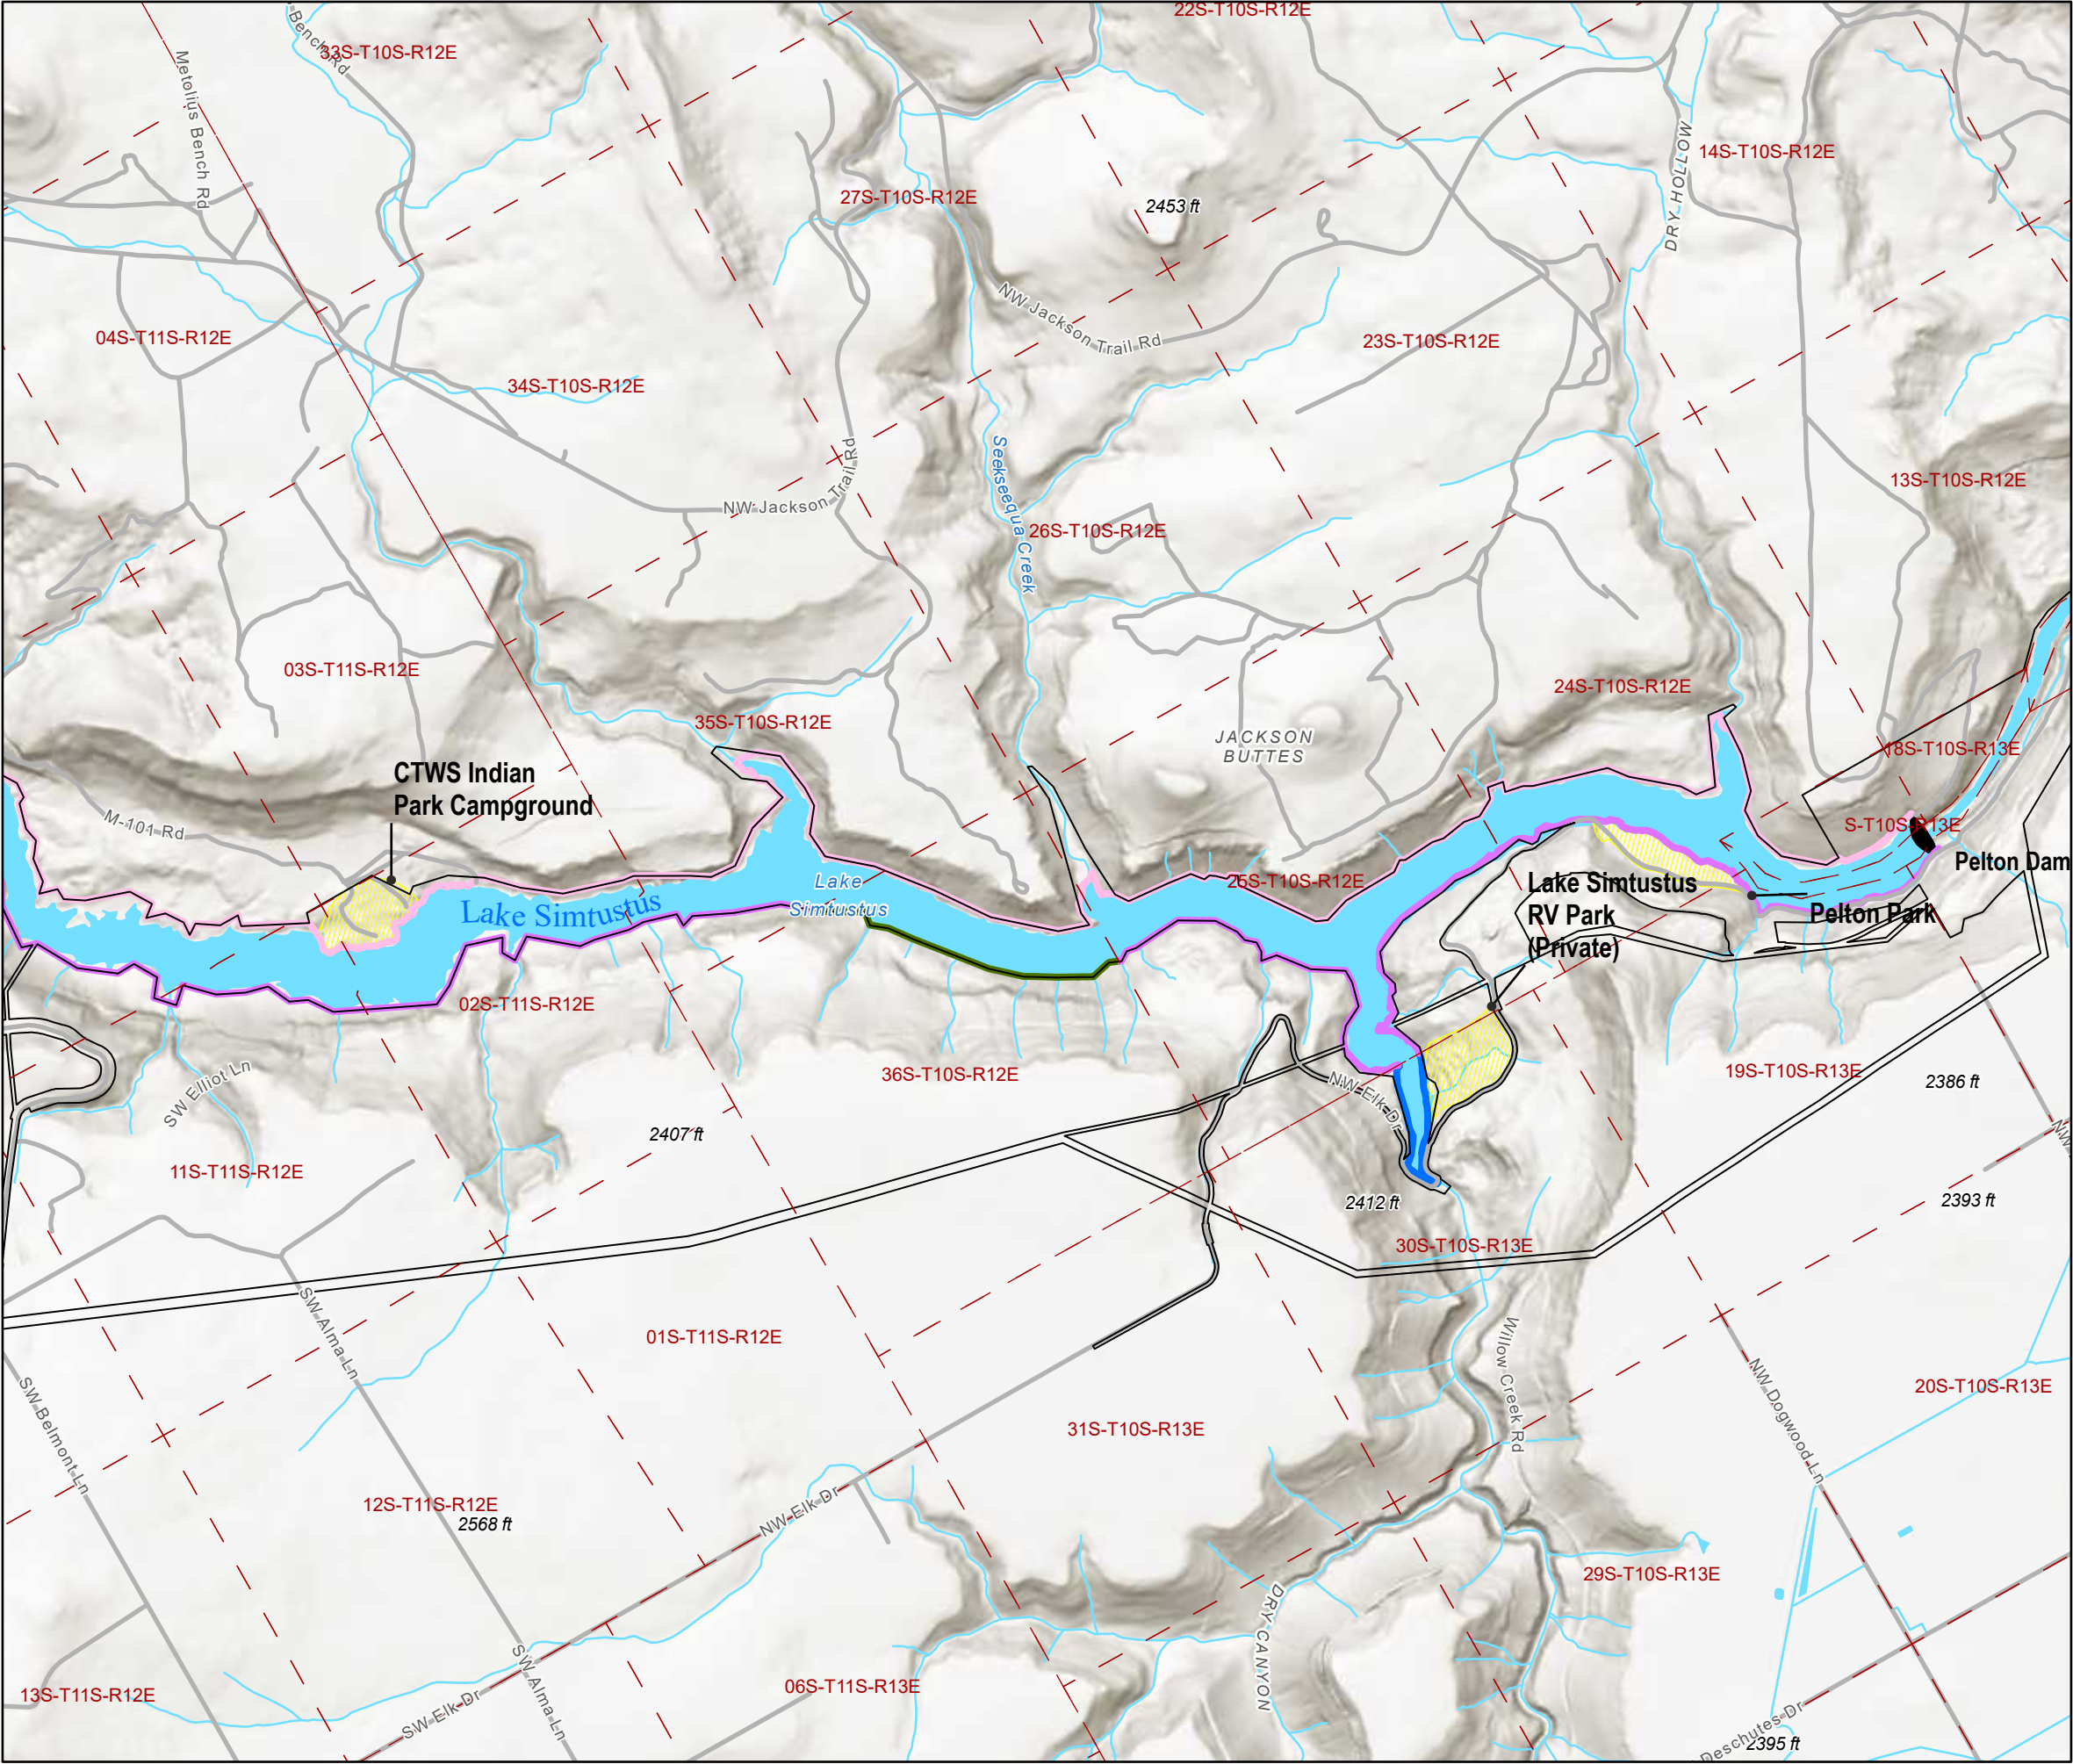 22S-T10S-R12E
Bench Rd
33S-T10S-R12E
Metolius Bench Rd
DRY HOLLOW
14S-T10S-R12E
27S-T10S-R12E
2453 ft
NW Jackson Trail Rd
04S-T11S-R12E
23S-T10S-R12E
34S-T10S-R12E
NW Jackson Trail Rd
Seekseequa Creek
13S-T10S-R12E
26S-T10S-R12E
03S-T11S-R12E
24S-T10S-R12E
35S-T10S-R12E
JACKSON
BUTTES
18S-T10S-R13E
CTWS Indian
Park Campground
M-101 Rd
S-T10S-R13E
Pelton Dam
Lake
Simtustus
Lake Simtustus
25S-T10S-R12E
Lake Simtustus
RV Park
(Private)
Pelton Park
02S-T11S-R12E
SW Elliot Ln
36S-T10S-R12E
NW Elk Dr
19S-T10S-R13E
2386 ft
NW
2407 ft
11S-T11S-R12E
2412 ft
2393 ft
30S-T10S-R13E
SW Alma Ln
01S-T11S-R12E
Willow Creek Rd
SW Belmont Ln
NW Dogwood Ln
20S-T10S-R13E
31S-T10S-R13E
12S-T11S-R12E
2568 ft
NW Elk Dr
29S-T10S-R13E
DRY CANYON
SW Alma Ln
13S-T11S-R12E
06S-T11S-R13E
SW Elk Dr
Deschutes Dr
2395 ft